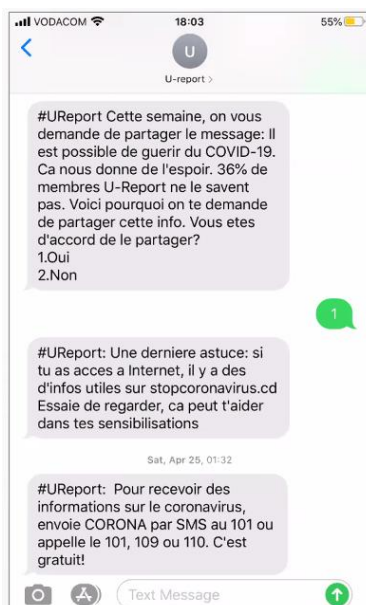 VODACOM 18:03 55%
U
U-report >
#UReport Cette semaine, on vous
demande de partager le message: Il
est possible de guerir du COVID-19.
Ca nous donne de l'espoir. 36% de
membres U-Report ne le savent
pas. Voici pourquoi on te demande
de partager cette info. Vous etes
d'accord de le partager?
1.Oui
2.Non
1
#UReport: Une derniere astuce: si
tu as acces a Internet, il y a des
d'infos utiles sur stopcoronavirus.cd
Essaie de regarder, ca peut t'aider
dans tes sensibilisations
Sat, Apr 25, 01:32
#UReport: Pour recevoir des
informations sur le coronavirus,
envoie CORONA par SMS au 101 ou
appelle le 101, 109 ou 110. C'est
gratuit!
Text Message